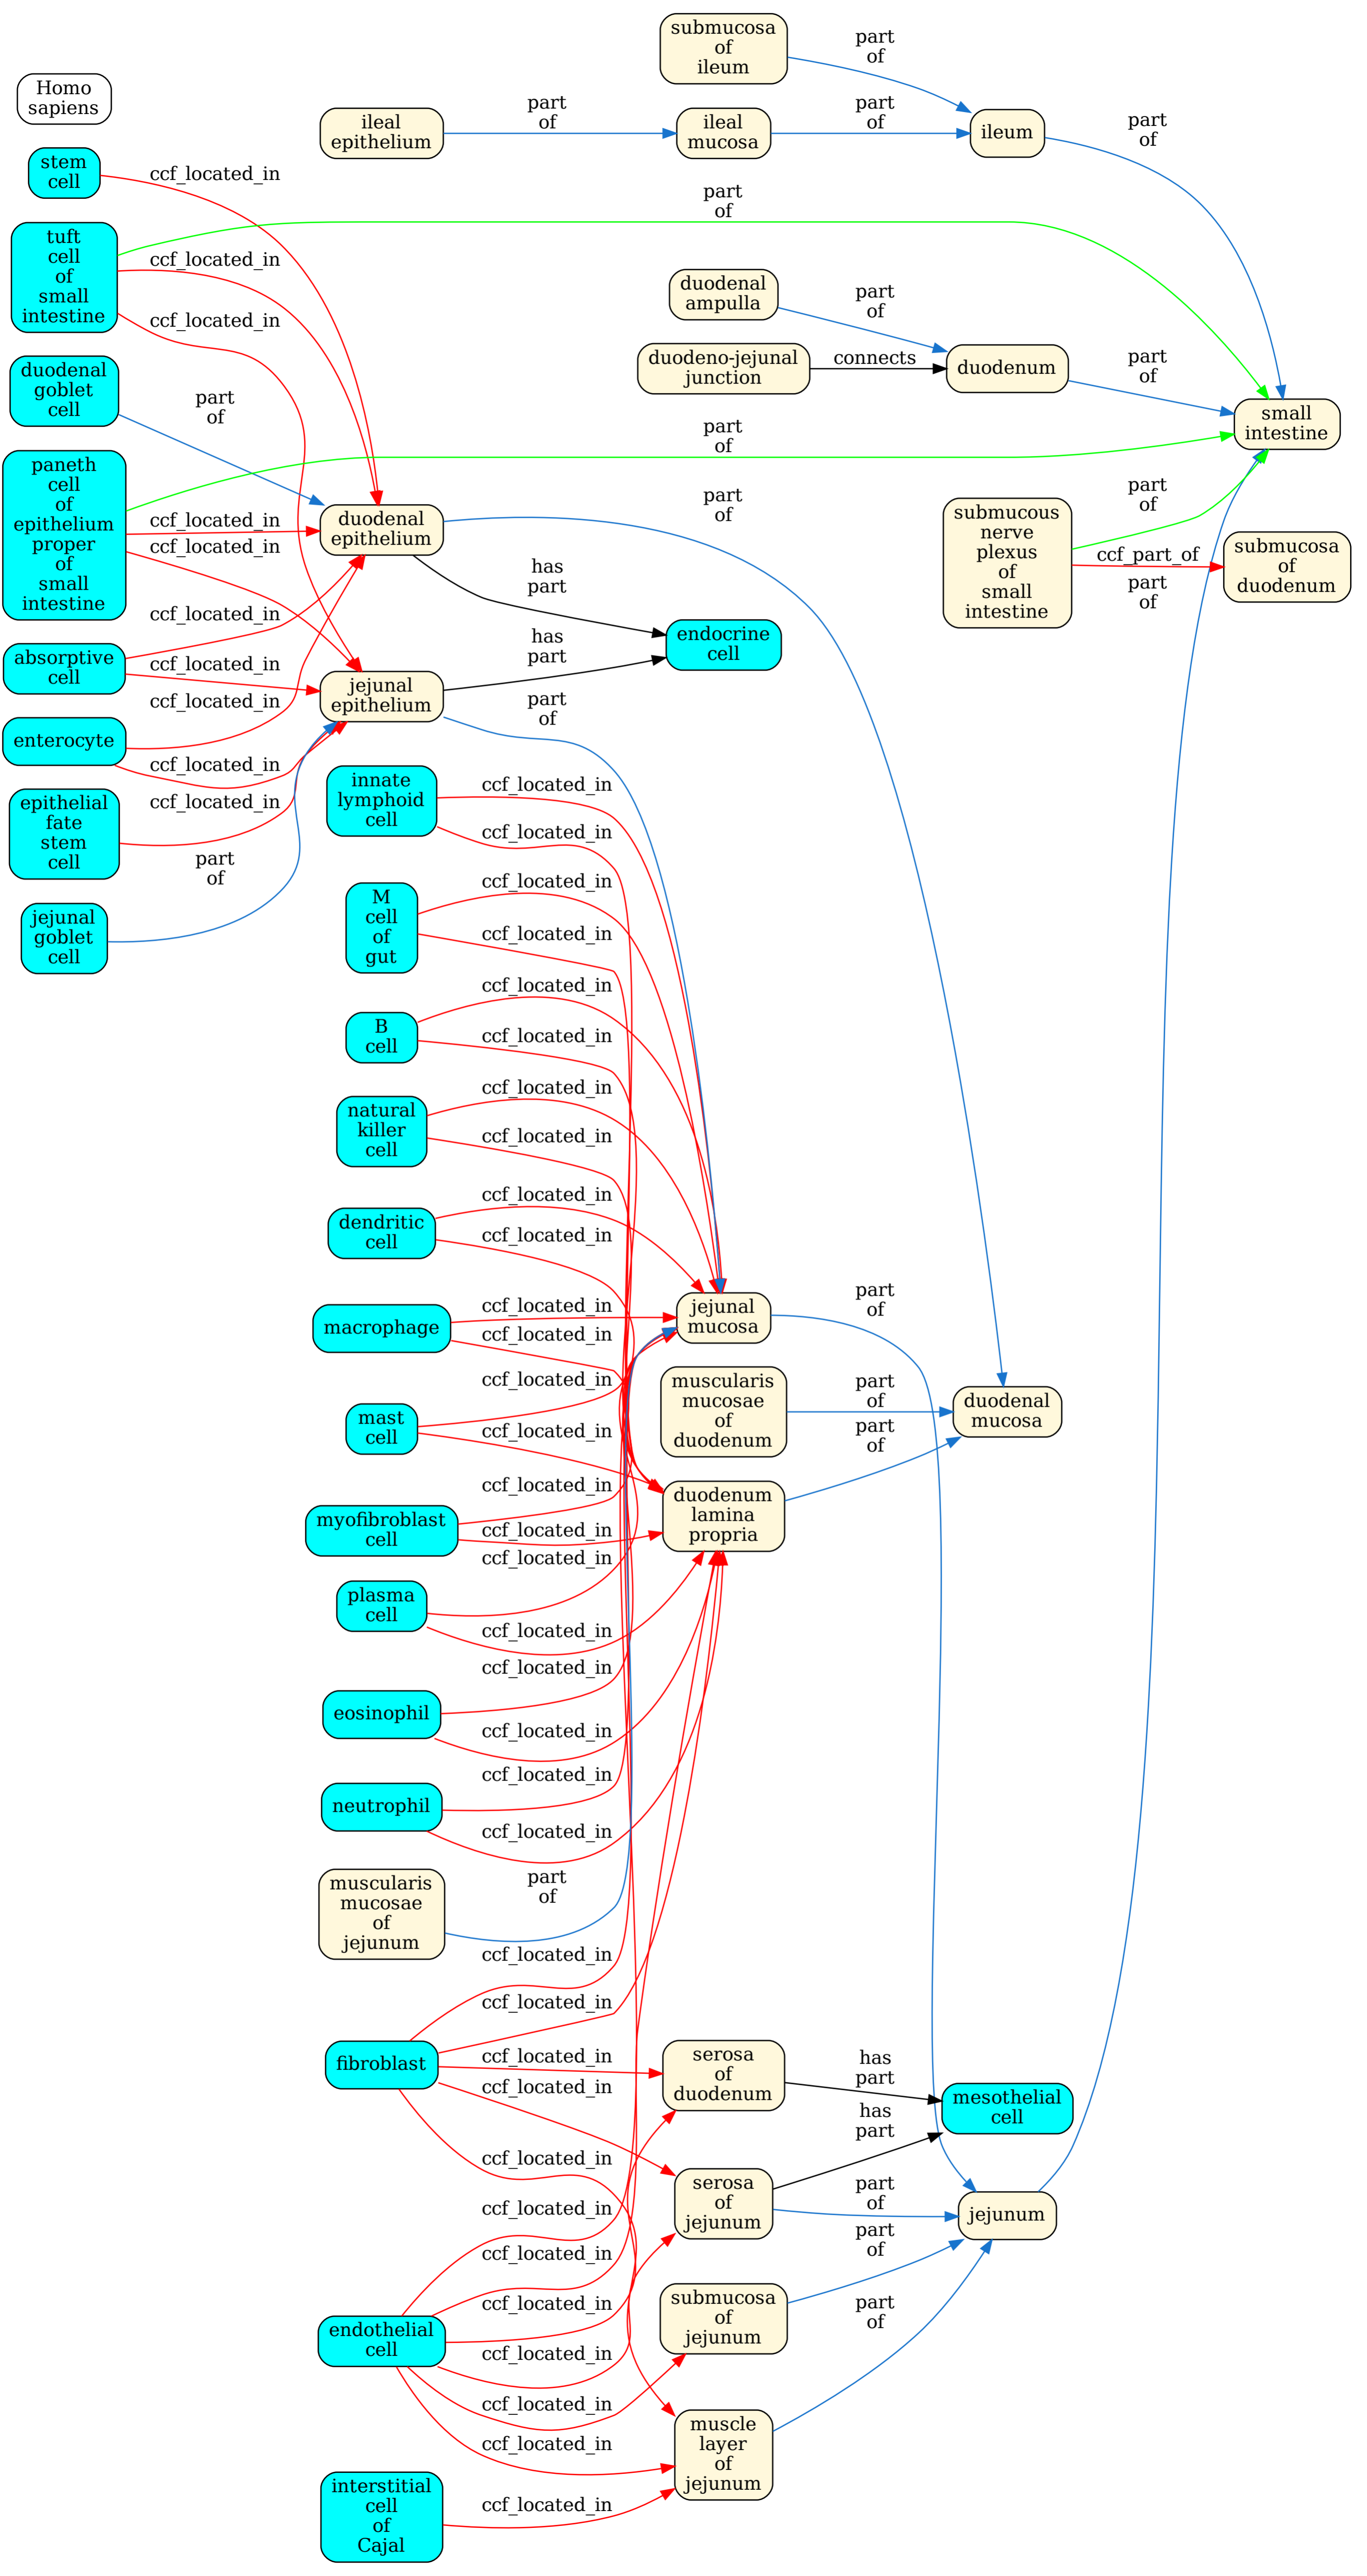 submucosa
of
ileum
part
of
Homo
sapiens
ileal
epithelium
part
of
ileal
mucosa
part
of
ileum
part
of
stem
cell
ccf_located_in
part
of
tuft
cell
of
small
intestine
ccf_located_in
ccf_located_in
duodenal
ampulla
part
of
duodeno-jejunal
junction
connects
duodenum
part
of
duodenal
goblet
cell
part
of
small
intestine
part
of
paneth
cell
of
epithelium
proper
of
small
intestine
ccf_located_in
ccf_located_in
duodenal
epithelium
part
of
submucous
nerve
plexus
of
small
intestine
part
of
ccf_part_of
part
of
submucosa
of
duodenum
has
part
absorptive
cell
ccf_located_in
ccf_located_in
ccf_located_in
endocrine
cell
has
part
jejunal
epithelium
part
of
enterocyte
ccf_located_in
epithelial
fate
stem
cell
ccf_located_in
part
of
jejunal
goblet
cell
innate
lymphoid
cell
ccf_located_in
ccf_located_in
M
cell
of
gut
ccf_located_in
ccf_located_in
B
cell
ccf_located_in
ccf_located_in
natural
killer
cell
ccf_located_in
ccf_located_in
dendritic
cell
ccf_located_in
ccf_located_in
macrophage
ccf_located_in
ccf_located_in
jejunal
mucosa
part
of
mast
cell
ccf_located_in
ccf_located_in
muscularis
mucosae
of
duodenum
part
of
part
of
duodenal
mucosa
myofibroblast
cell
ccf_located_in
ccf_located_in
duodenum
lamina
propria
plasma
cell
ccf_located_in
ccf_located_in
eosinophil
ccf_located_in
ccf_located_in
neutrophil
ccf_located_in
ccf_located_in
muscularis
mucosae
of
jejunum
part
of
fibroblast
ccf_located_in
ccf_located_in
ccf_located_in
ccf_located_in
ccf_located_in
serosa
of
duodenum
has
part
mesothelial
cell
has
part
serosa
of
jejunum
part
of
jejunum
part
of
submucosa
of
jejunum
part
of
endothelial
cell
ccf_located_in
ccf_located_in
ccf_located_in
ccf_located_in
ccf_located_in
ccf_located_in
muscle
layer
of
jejunum
interstitial
cell
of
Cajal
ccf_located_in